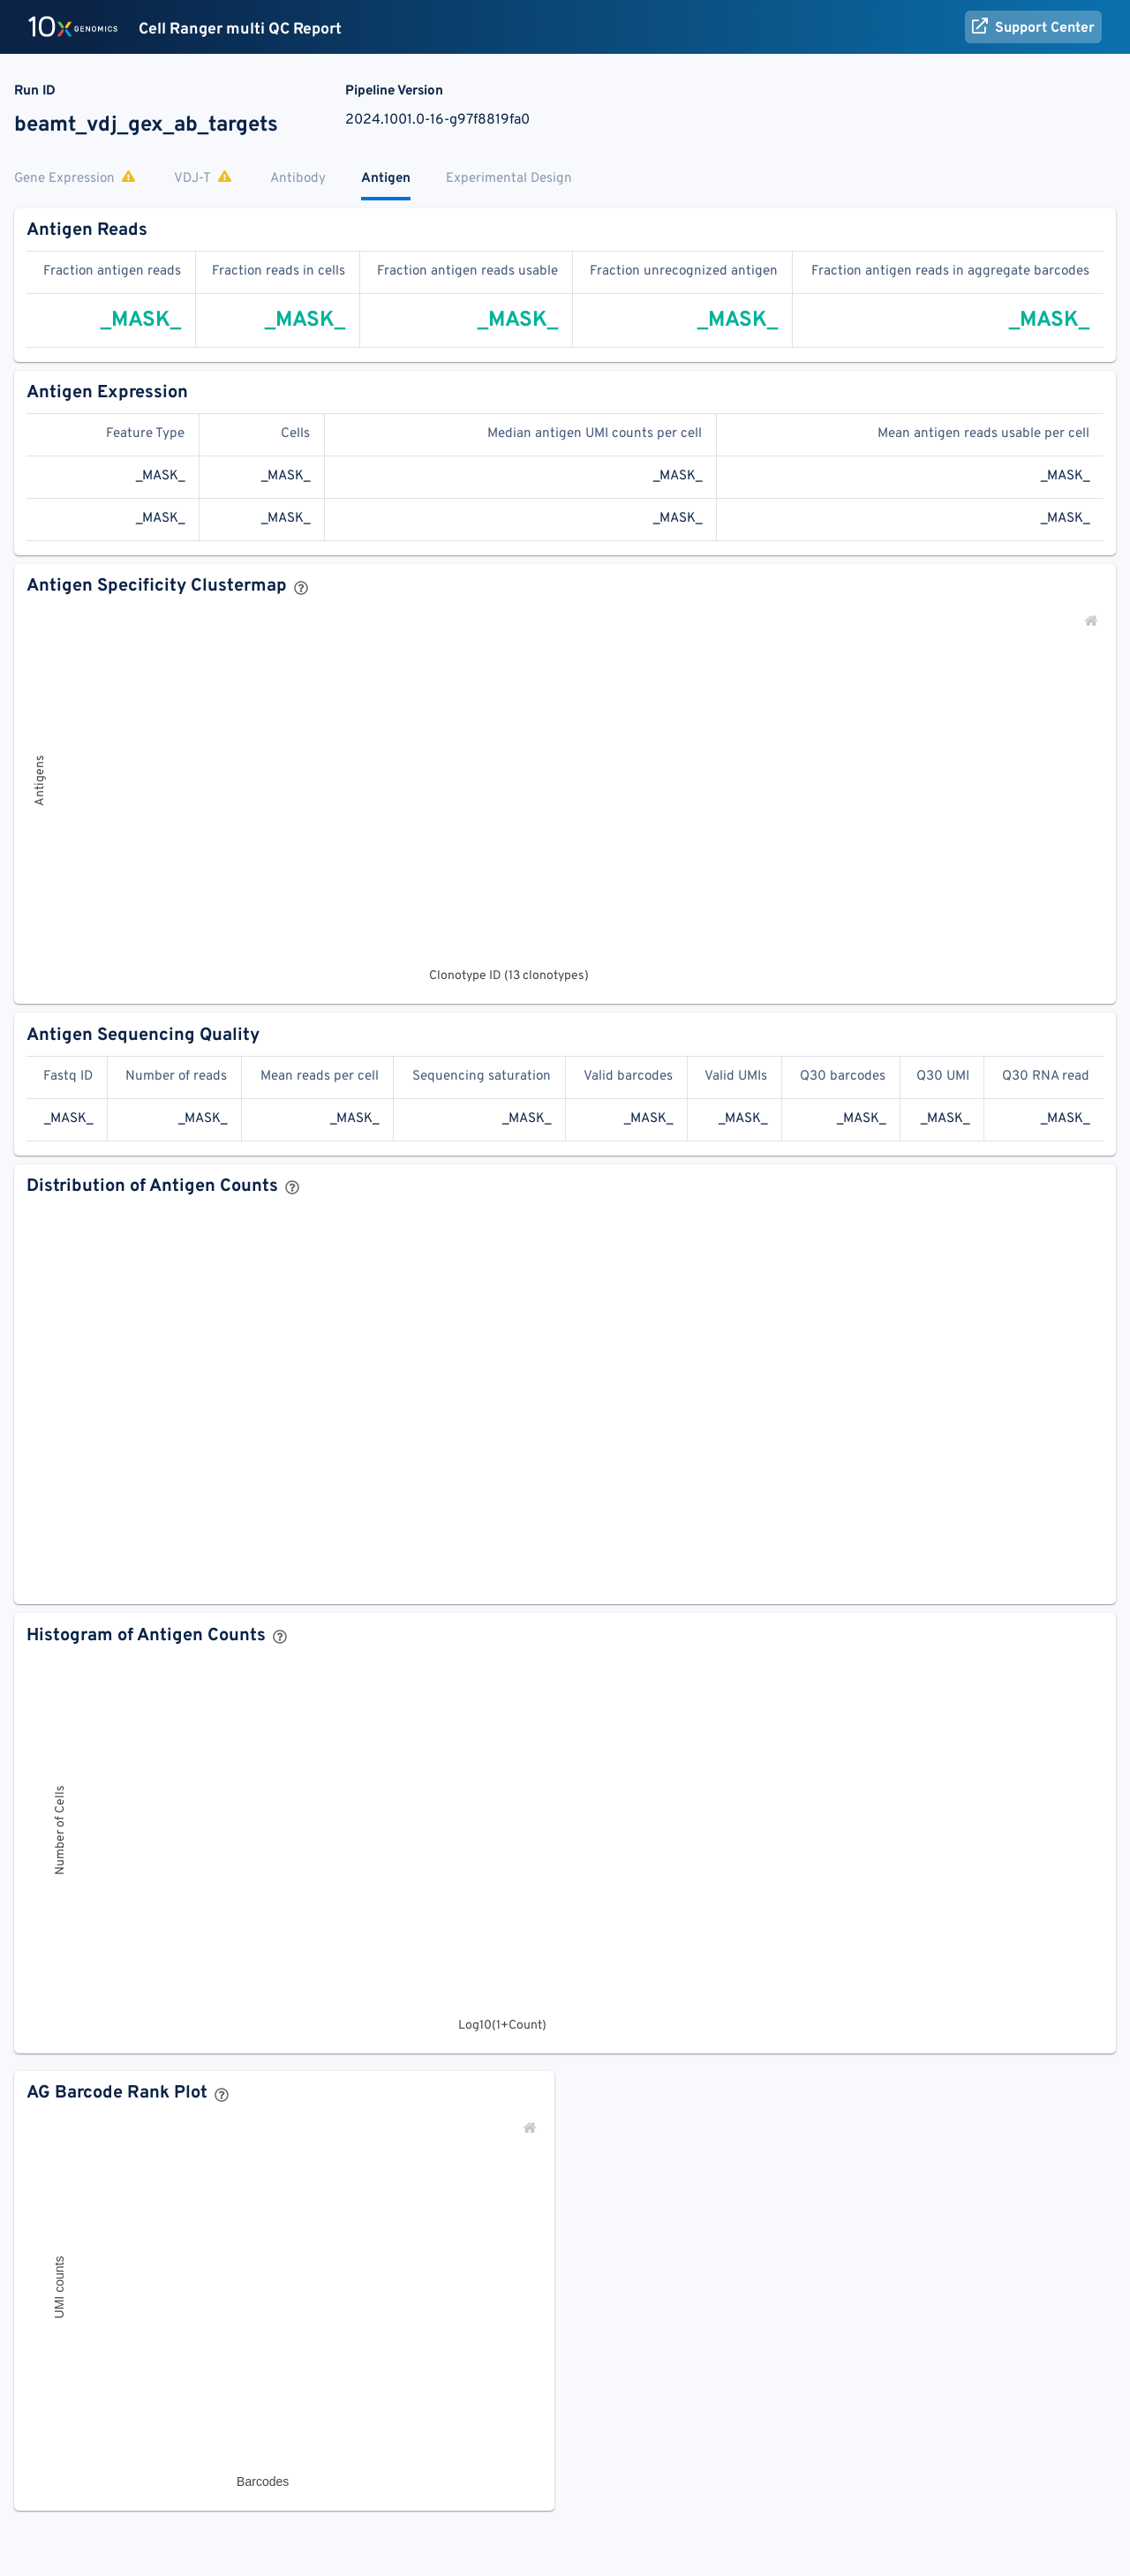 10x GENOMICS Cell Ranger multi QC Report Support Center
Run ID Pipeline Version
beamt_vdj_gex_ab_targets 2024.1001.0-16-g97f8819fa0
Gene Expression VDJ-T Antibody Antigen Experimental Design
Antigen Reads
Fraction antigen reads Fraction reads in cells Fraction antigen reads usable Fraction unrecognized antigen Fraction antigen reads in aggregate barcodes
_MASK_ _MASK_ _MASK_ _MASK_ _MASK_
Antigen Expression
Feature Type Cells Median antigen UMI counts per cell Mean antigen reads usable per cell
_MASK_ _MASK_ _MASK_ _MASK_
_MASK_ _MASK_ _MASK_ _MASK_
Antigen Specificity Clustermap ?
Antigens
Clonotype ID (13 clonotypes)
Antigen Sequencing Quality
Fastq ID Number of reads Mean reads per cell Sequencing saturation Valid barcodes Valid UMIs Q30 barcodes Q30 UMI Q30 RNA read
_MASK_ _MASK_ _MASK_ _MASK_ _MASK_ _MASK_ _MASK_ _MASK_ _MASK_
Distribution of Antigen Counts ?
Histogram of Antigen Counts ?
Number of Cells
Log10(1+Count)
AG Barcode Rank Plot ?
UMI counts
Barcodes